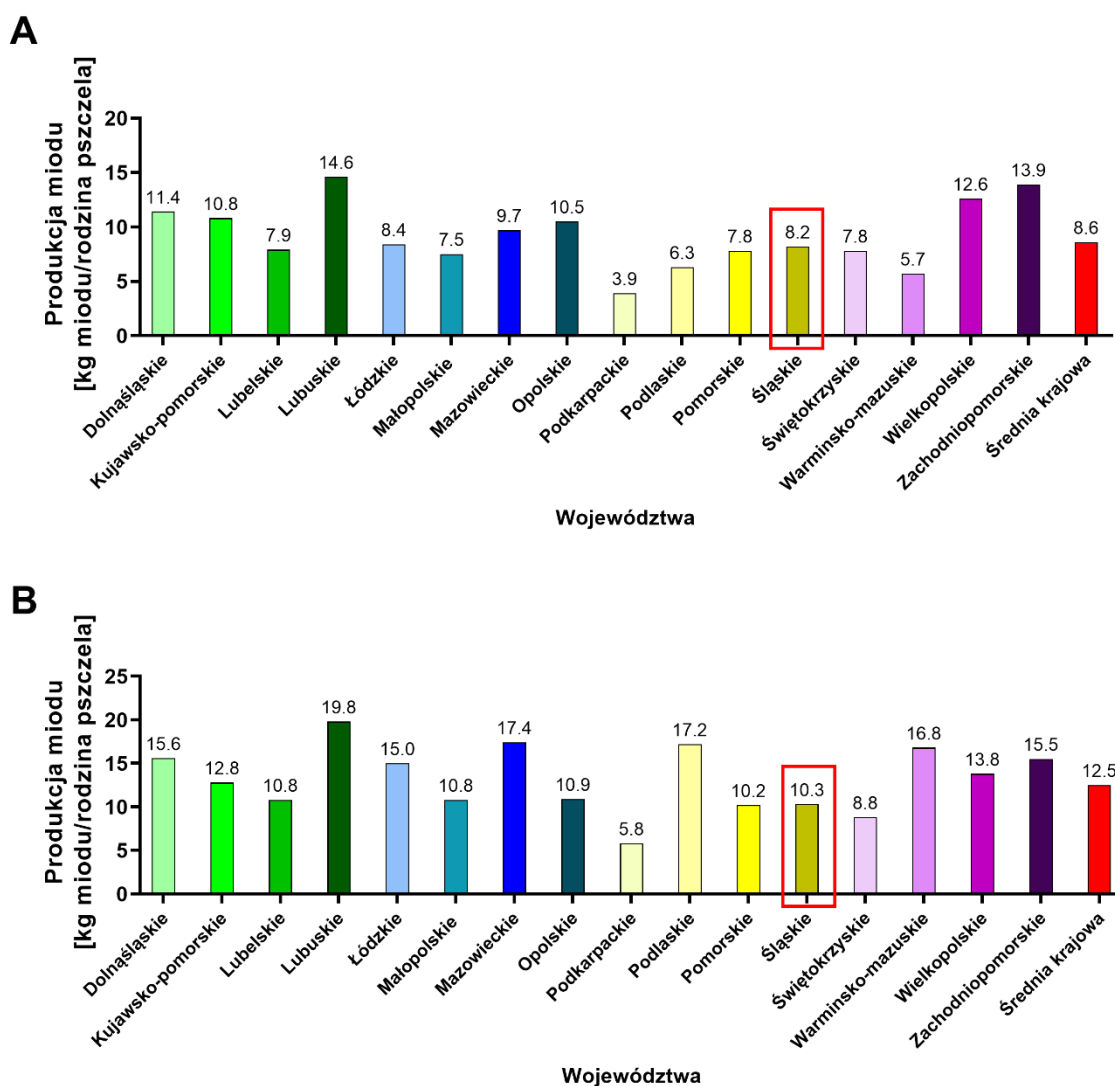 A
Produkcja miodu
[kg miodu/rodzina pszczela]
20
15
10
5
0
11.4
10.8
7.9
14.6
8.4
7.5
9.7
10.5
3.9
6.3
7.8
8.2
7.8
5.7
12.6
13.9
8.6
Dolnąśląskie
Kujawsko-pomorskie
Lubelskie
Lubuskie
Łódzkie
Małopolskie
Mazowieckie
Opolskie
Podkarpackie
Podlaskie
Pomorskie
Śląskie
Świętokrzyskie
Warminsko-mazuskie
Wielkopolskie
Zachodniopomorskie
Średnia krajowa
Województwa
B
Produkcja miodu
[kg miodu/rodzina pszczela]
25
20
15
10
5
0
15.6
12.8
10.8
19.8
15.0
10.8
17.4
10.9
5.8
17.2
10.2
10.3
8.8
16.8
13.8
15.5
12.5
Dolnąśląskie
Kujawsko-pomorskie
Lubelskie
Lubuskie
Łódzkie
Małopolskie
Mazowieckie
Opolskie
Podkarpackie
Podlaskie
Pomorskie
Śląskie
Świętokrzyskie
Warminsko-mazuskie
Wielkopolskie
Zachodniopomorskie
Średnia krajowa
Województwa